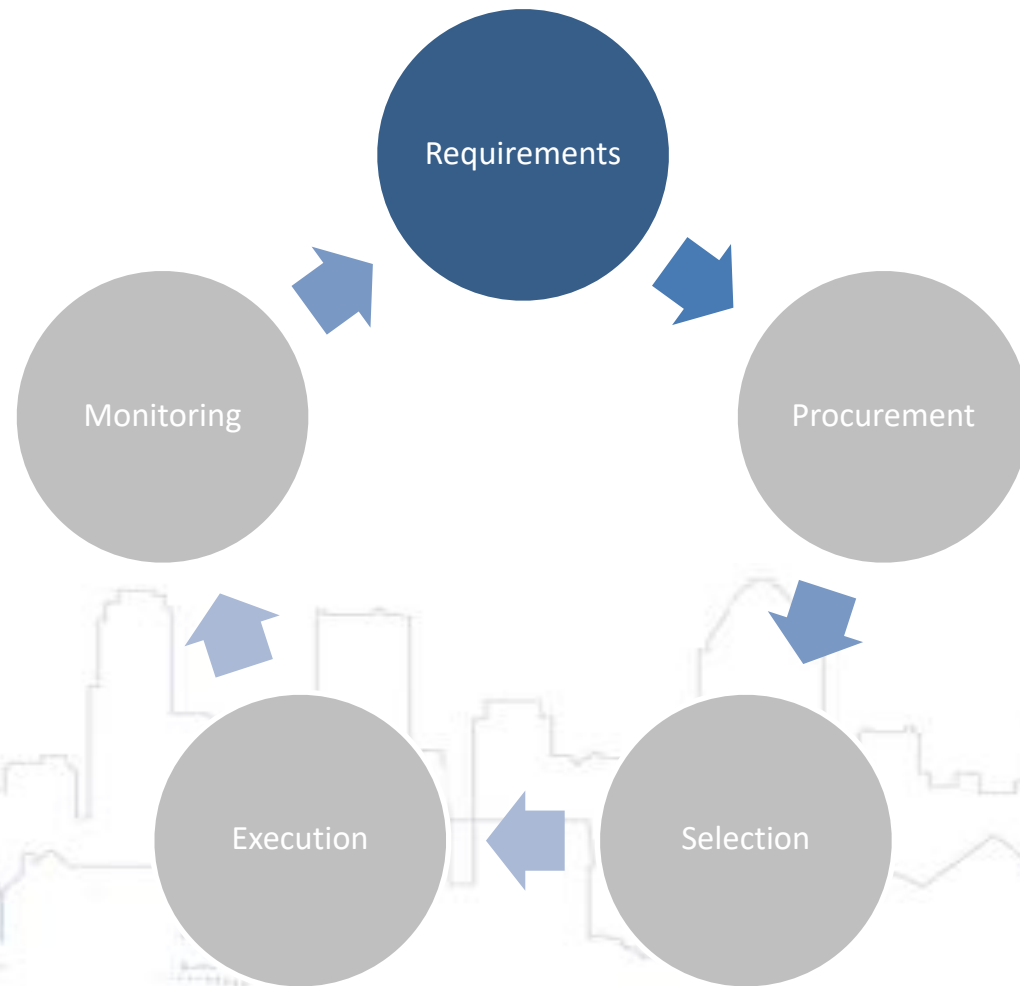 Requirements
Procurement
Selection
Execution
Monitoring